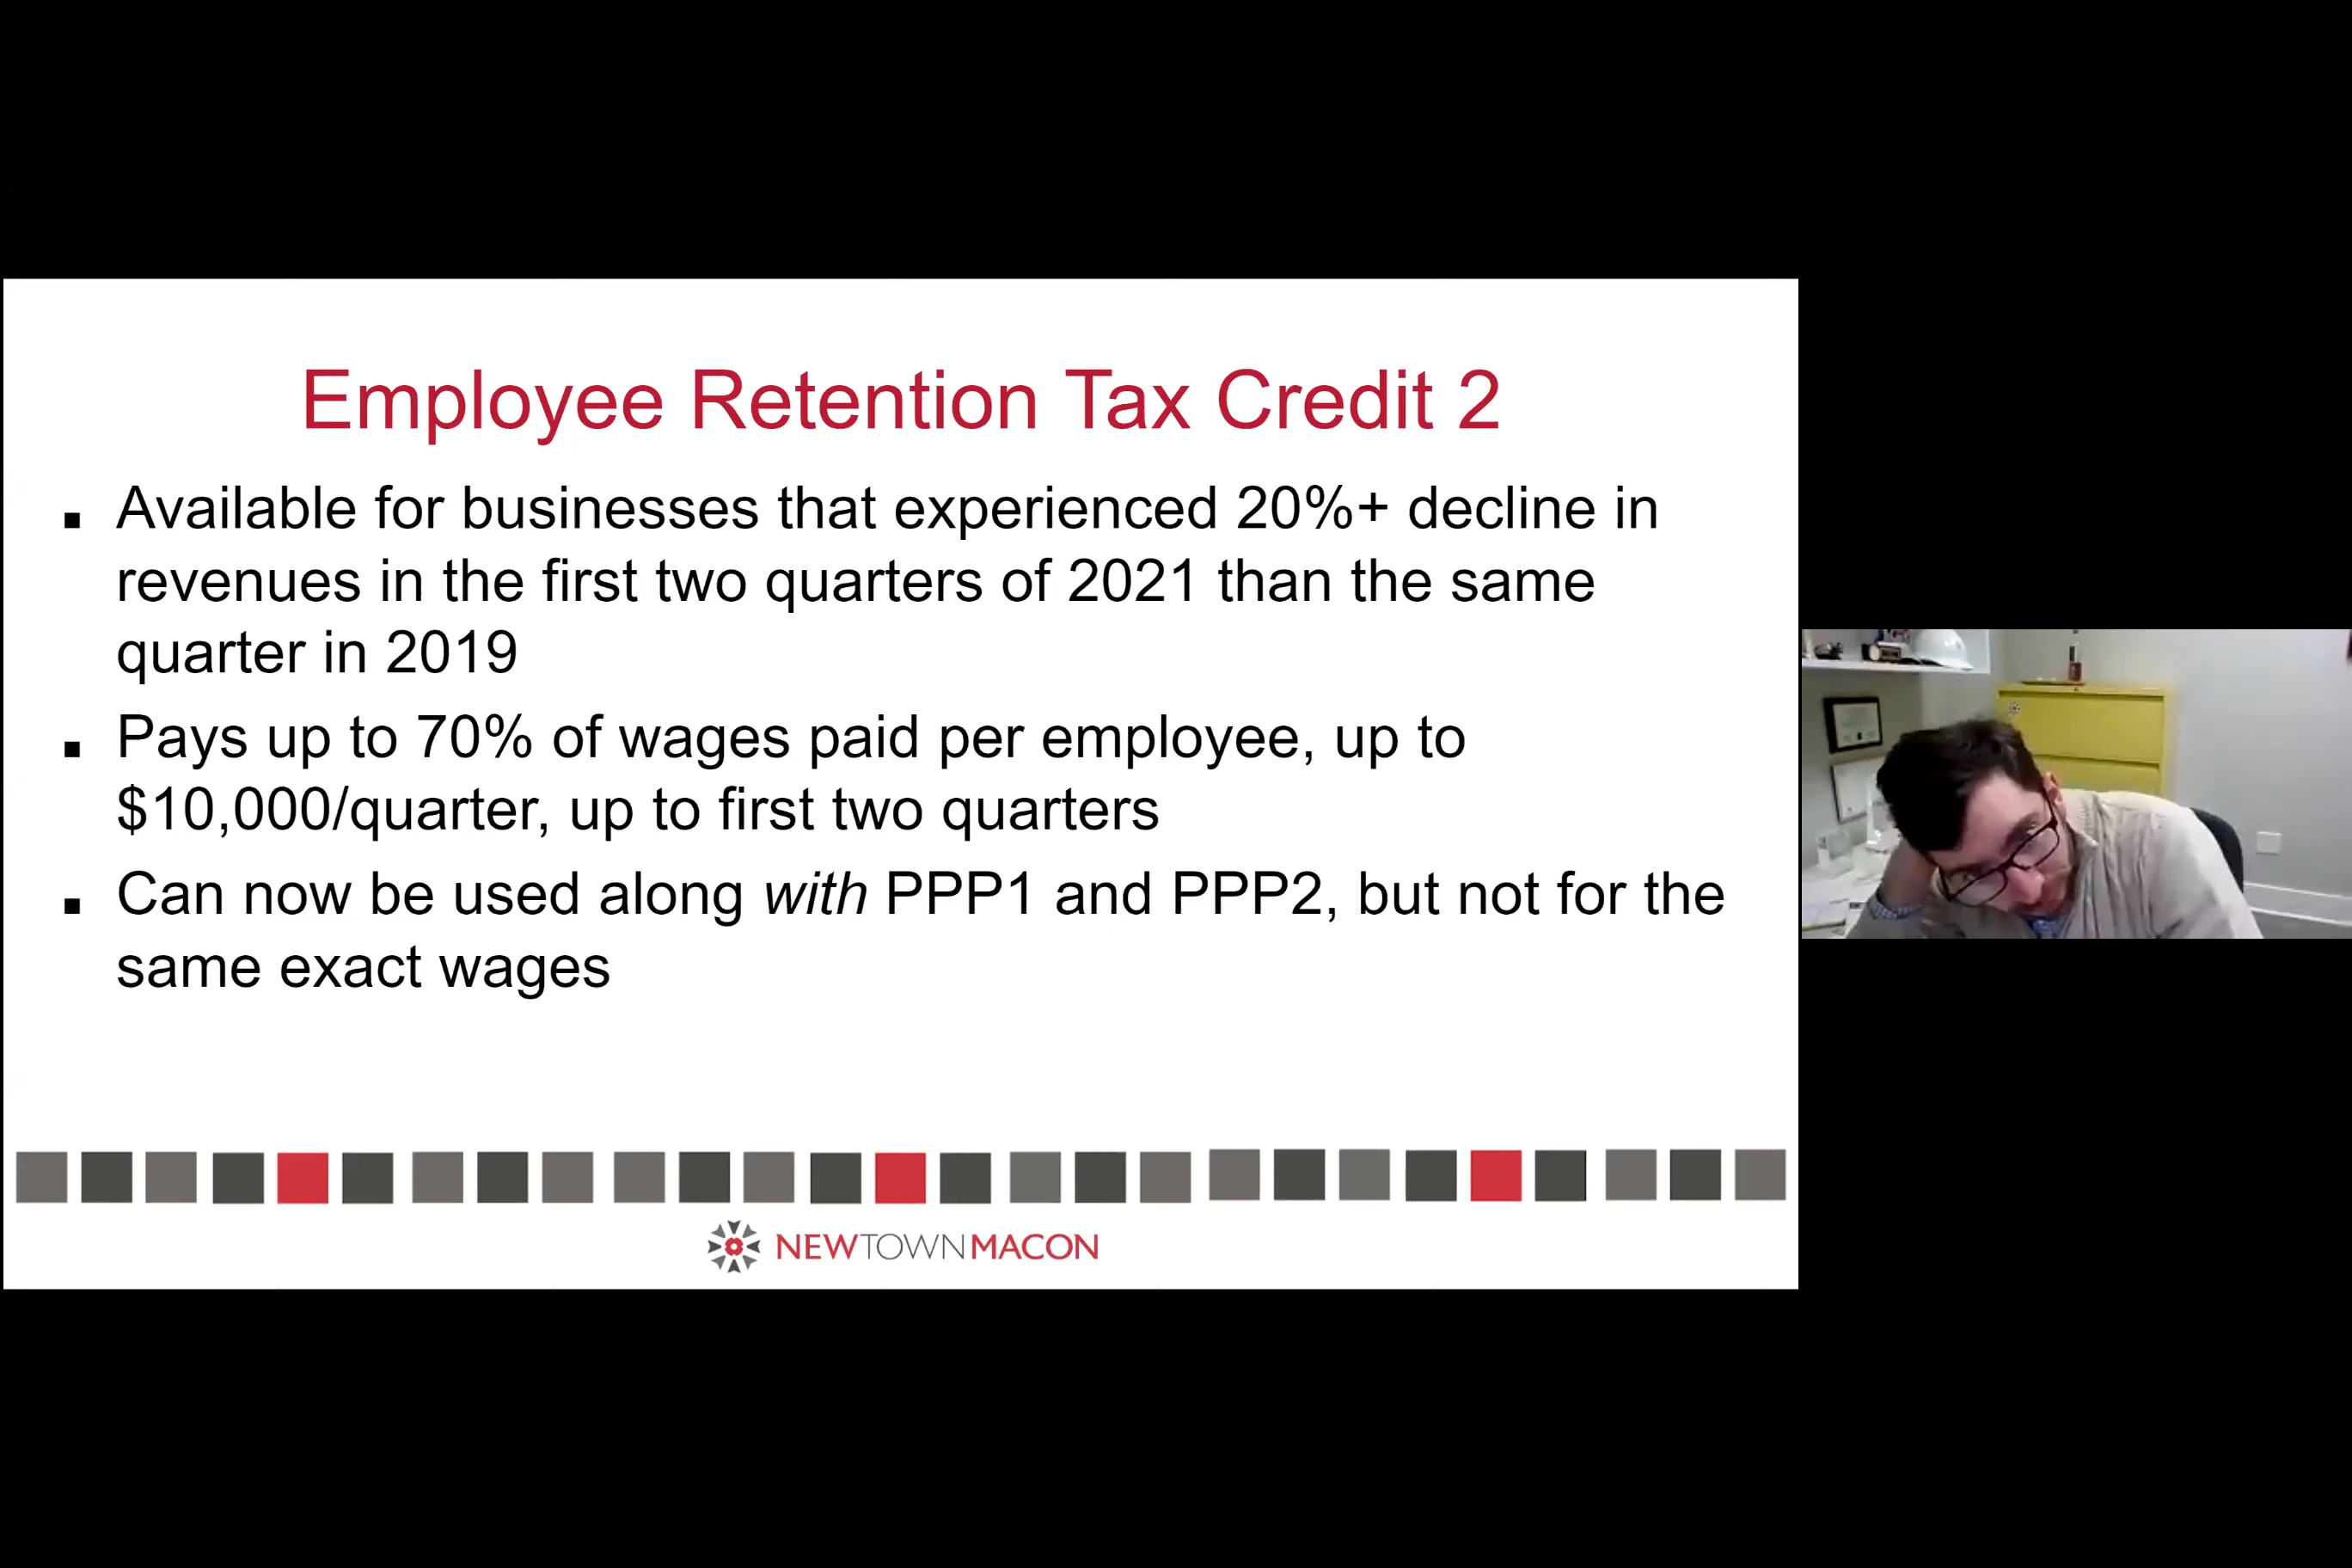 Employee Retention Tax Credit 2
Available for businesses that experienced 20%+ decline in
revenues in the first two quarters of 2021 than the same
quarter in 2019
Pays up to 70% of wages paid per employee, up to
$10,000/quarter, up to first two quarters
Can now be used along with PPP1 and PPP2, but not for the
same exact wages
NEWTOWNMACON